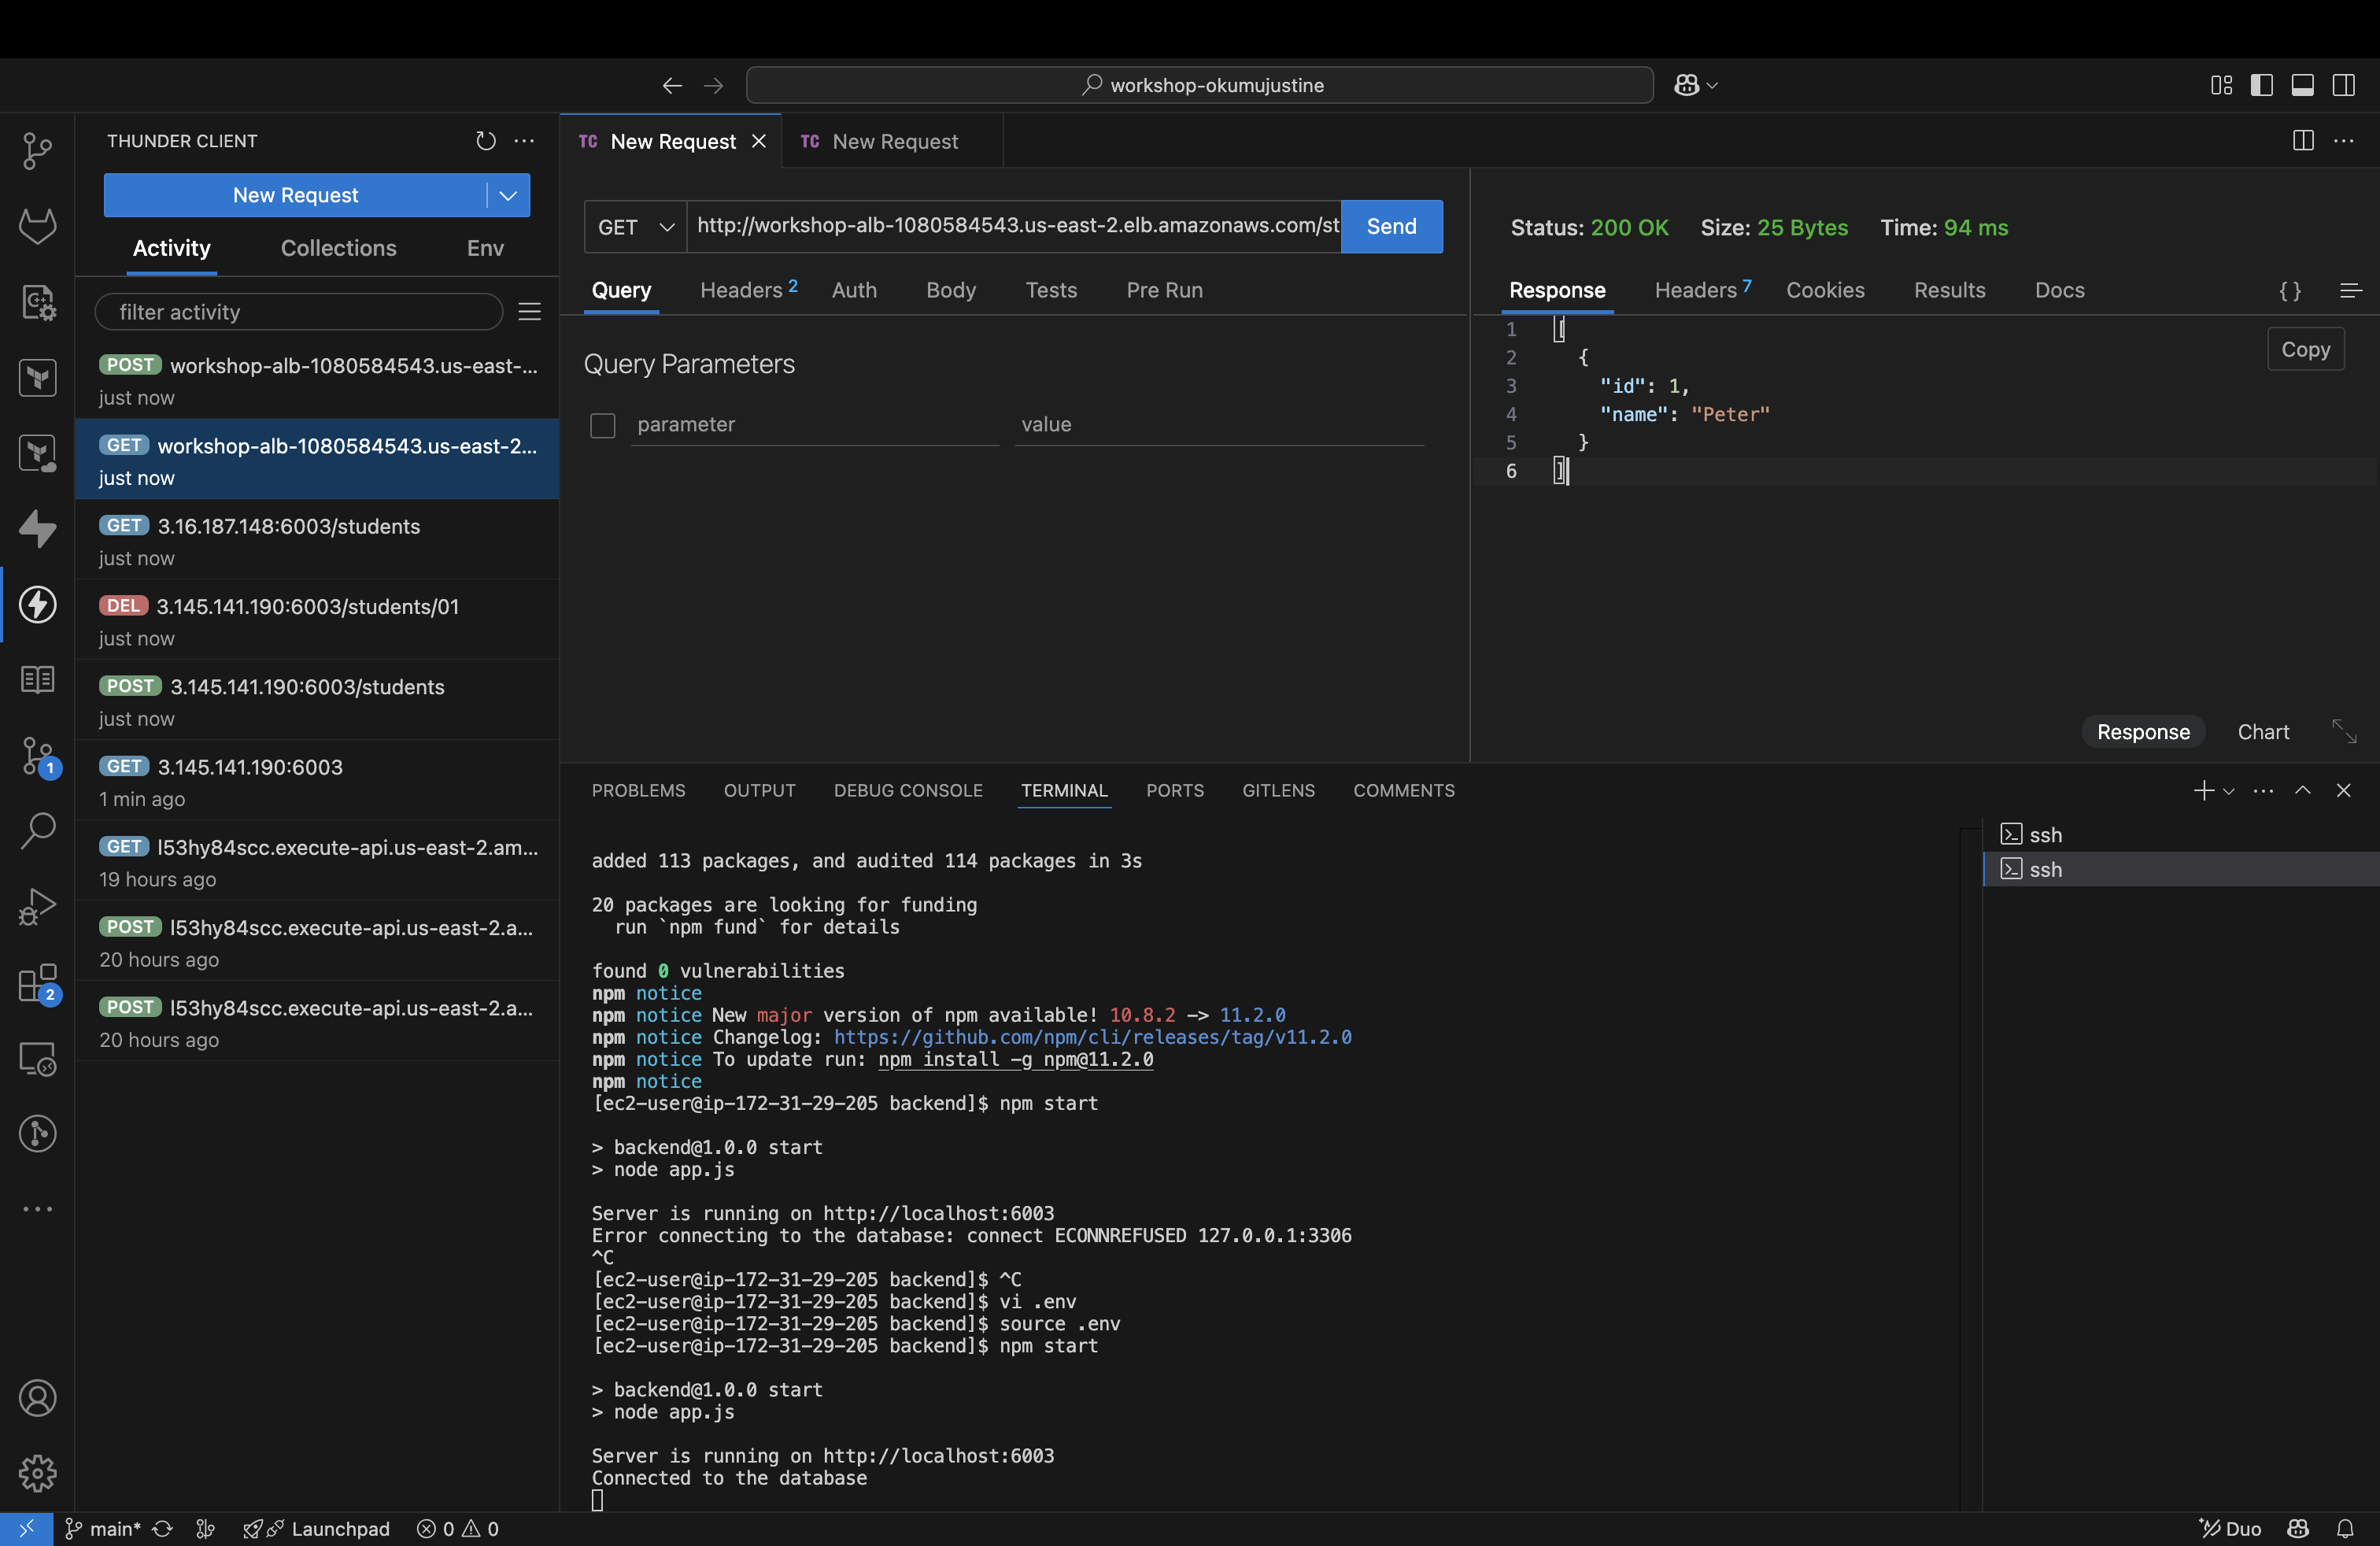 workshop-okumujustine
THUNDER CLIENT
New Request
Activity Collections Env
filter activity
POST workshop-alb-1080584543.us-east-...
just now
GET workshop-alb-1080584543.us-east-2...
just now
GET 3.16.187.148:6003/students
just now
DEL 3.145.141.190:6003/students/01
just now
POST 3.145.141.190:6003/students
just now
GET 3.145.141.190:6003
1 min ago
GET l53hy84scc.execute-api.us-east-2.am...
19 hours ago
POST l53hy84scc.execute-api.us-east-2.a...
20 hours ago
POST l53hy84scc.execute-api.us-east-2.a...
20 hours ago
TC New Request TC New Request
GET http://workshop-alb-1080584543.us-east-2.elb.amazonaws.com/st Send
Query Headers 2 Auth Body Tests Pre Run
Query Parameters
parameter value
Status: 200 OK Size: 25 Bytes Time: 94 ms
Response Headers 7 Cookies Results Docs { }
Copy
1 [
2 {
3 "id": 1,
4 "name": "Peter"
5 }
6 ]
Response Chart
PROBLEMS OUTPUT DEBUG CONSOLE TERMINAL PORTS GITLENS COMMENTS
added 113 packages, and audited 114 packages in 3s
20 packages are looking for funding
run `npm fund` for details
found 0 vulnerabilities
npm notice
npm notice New major version of npm available! 10.8.2 -> 11.2.0
npm notice Changelog: https://github.com/npm/cli/releases/tag/v11.2.0
npm notice To update run: npm install -g npm@11.2.0
npm notice
[ec2-user@ip-172-31-29-205 backend]$ npm start
> backend@1.0.0 start
> node app.js
Server is running on http://localhost:6003
Error connecting to the database: connect ECONNREFUSED 127.0.0.1:3306
^C
[ec2-user@ip-172-31-29-205 backend]$ ^C
[ec2-user@ip-172-31-29-205 backend]$ vi .env
[ec2-user@ip-172-31-29-205 backend]$ source .env
[ec2-user@ip-172-31-29-205 backend]$ npm start
> backend@1.0.0 start
> node app.js
Server is running on http://localhost:6003
Connected to the database
ssh
ssh
1
2
main* Launchpad 0 0 Duo